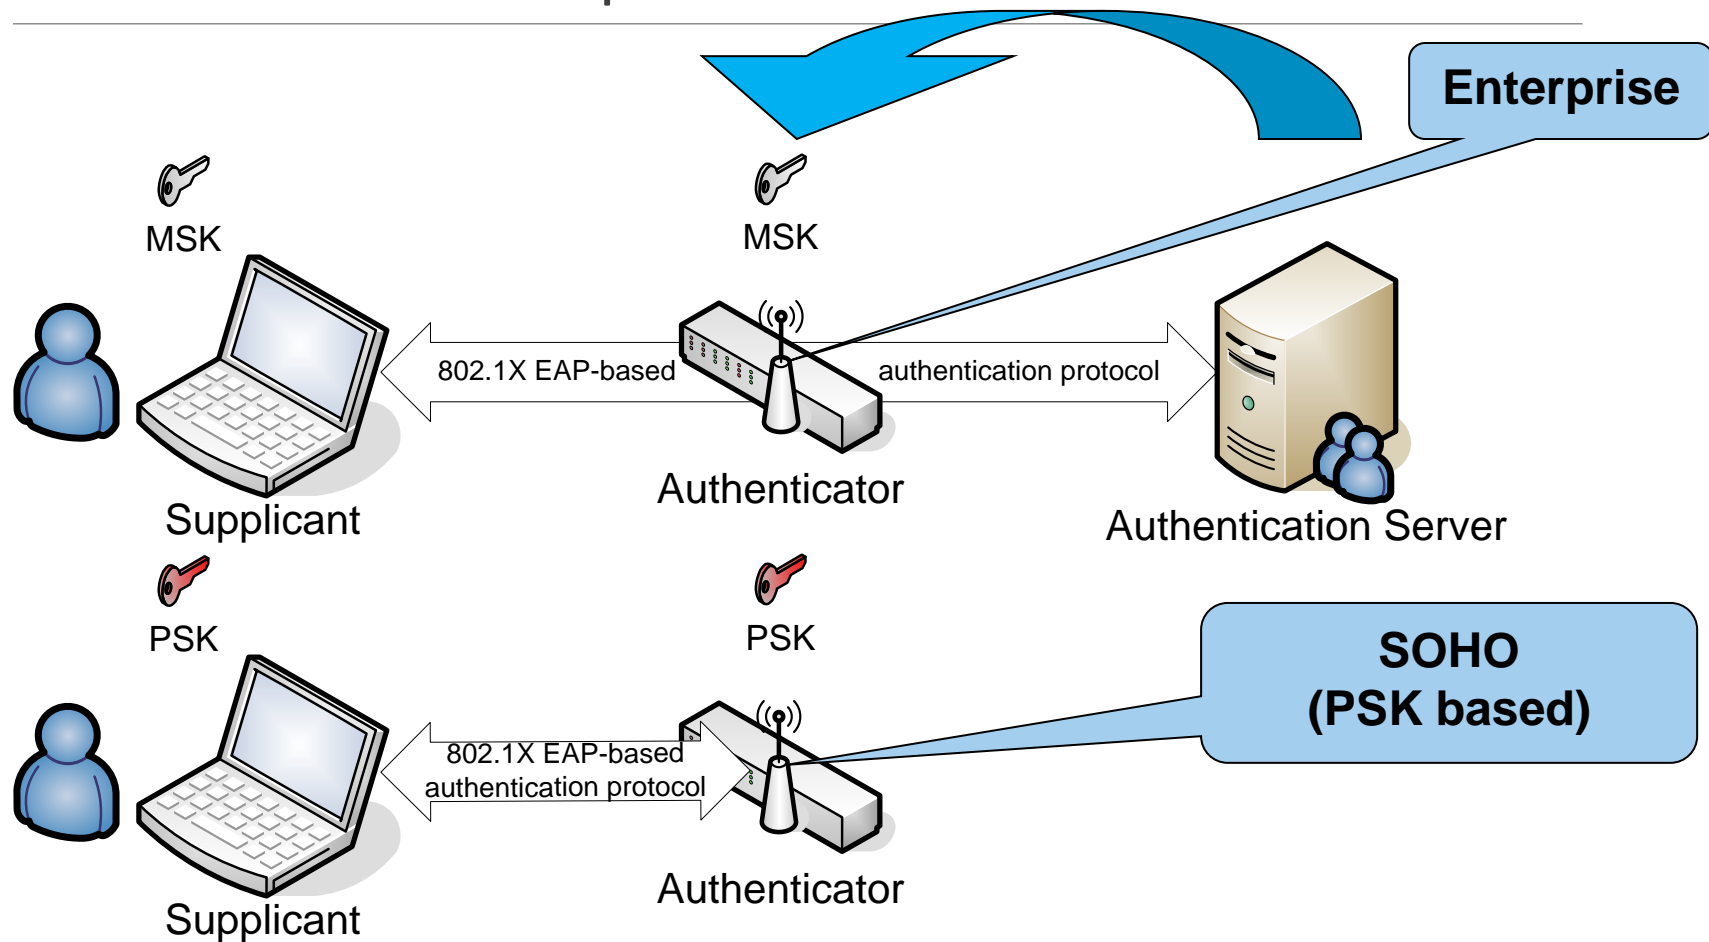 Enterprise
MSK
MSK
802.1X EAP-based
authentication protocol
Supplicant
Authenticator
Authentication Server
PSK
PSK
SOHO
(PSK based)
802.1X EAP-based
authentication protocol
Supplicant
Authenticator